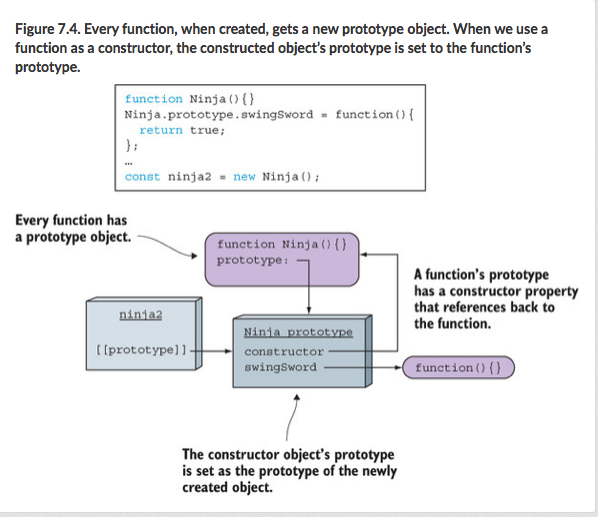 Figure 7.4. Every function, when created, gets a new prototype object. When we use a
function as a constructor, the constructed object's prototype is set to the function's
prototype.
function Ninja(){}
Ninja.prototype.swingSword = function(){
return true;
};
…
const ninja2 = new Ninja();
Every function has
a prototype object.
function Ninja(){}
prototype:
A function's prototype
has a constructor property
that references back to
the function.
ninja2
[[prototype]]
Ninja prototype
constructor
swingSword
function(){}
The constructor object's prototype
is set as the prototype of the newly
created object.